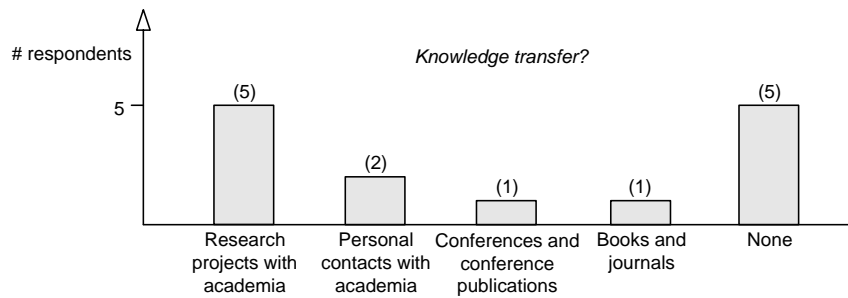 # respondents
Knowledge transfer?
5
(5)
(2)
(1)
(1)
(5)
Research
projects with
academia
Personal
contacts with
academia
Conferences and
conference
publications
Books and
journals
None